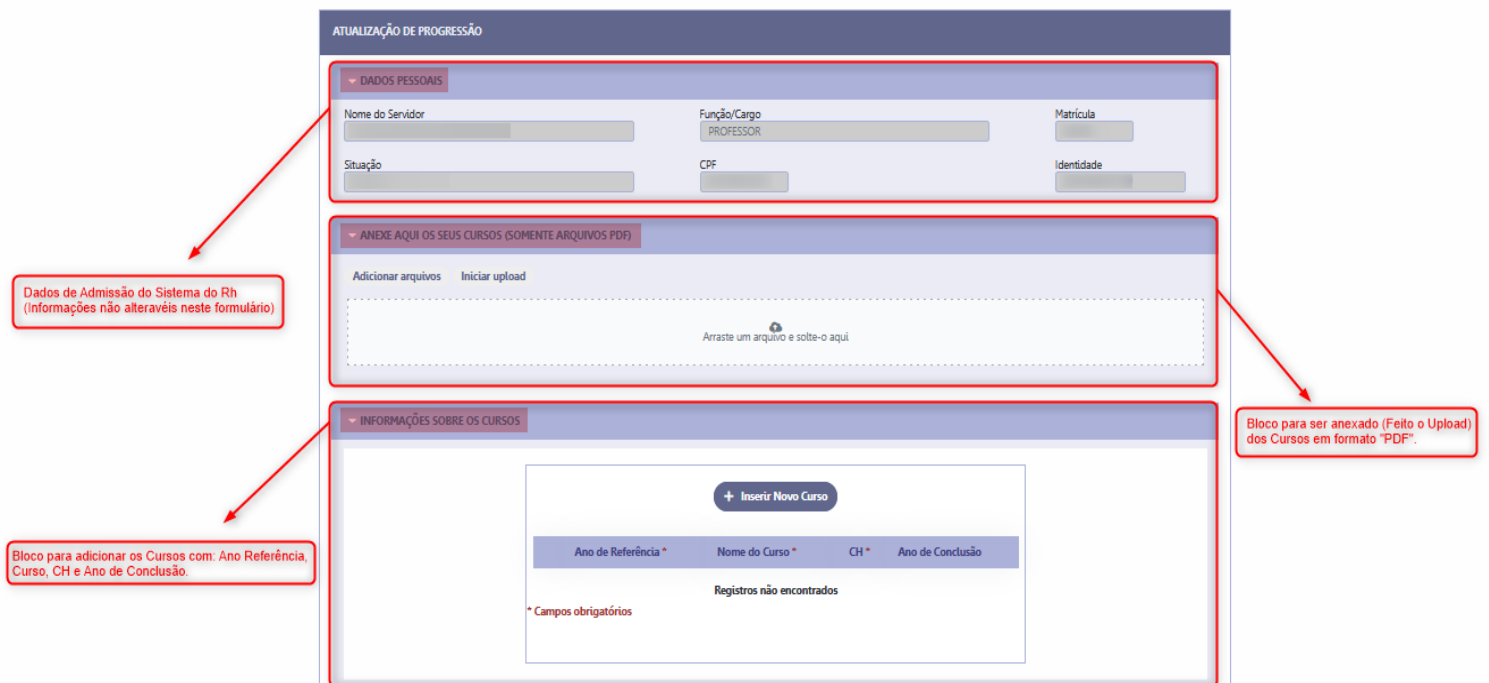 ATUALIZAÇÃO DE PROGRESSÃO
DADOS PESSOAIS
Nome do Servidor
Função/Cargo
Matrícula
PROFESSOR
Situação
CPF
Identidade
ANEXE AQUI OS SEUS CURSOS (SOMENTE ARQUIVOS PDF)
Adicionar arquivos Iniciar upload
Arraste um arquivo e solte-o aqui
Dados de Admissão do Sistema do Rh
(Informações não alteravéis neste formulário)
Bloco para ser anexado (Feito o Upload)
dos Cursos em formato "PDF".
INFORMAÇÕES SOBRE OS CURSOS
+ Inserir Novo Curso
Ano de Referência * Nome do Curso * CH * Ano de Conclusão
Registros não encontrados
* Campos obrigatórios
Bloco para adicionar os Cursos com: Ano Referência,
Curso, CH e Ano de Conclusão.